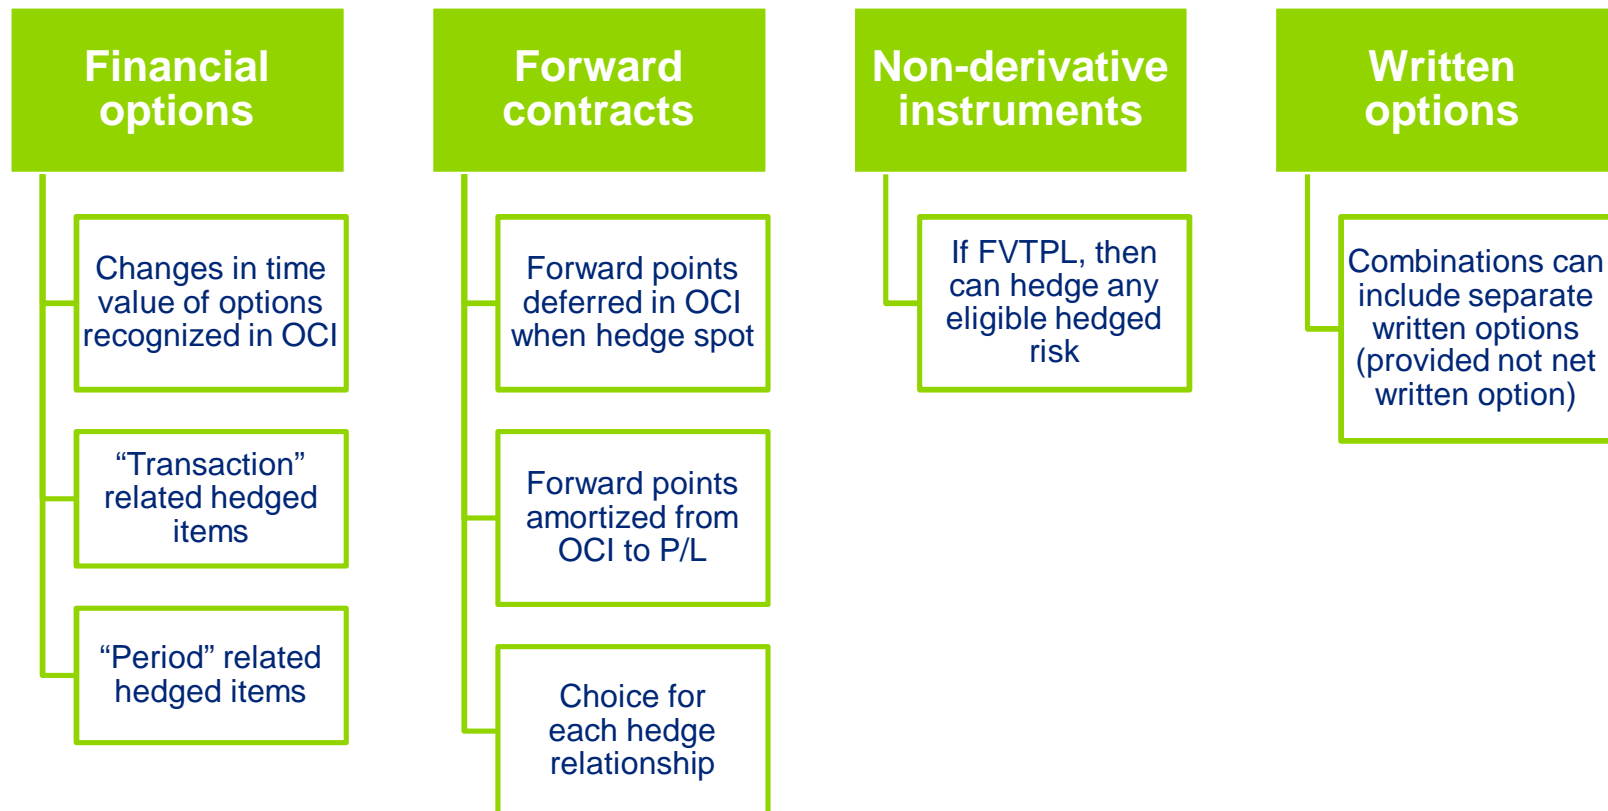 Financial
options
Changes in time
value of options
recognized in OCI
“Transaction”
related hedged
items
“Period” related
hedged items
Forward
contracts
Forward points
deferred in OCI
when hedge spot
Forward points
amortized from
OCI to P/L
Choice for
each hedge
relationship
Non-derivative
instruments
If FVTPL, then
can hedge any
eligible hedged
risk
Written
options
Combinations can
include separate
written options
(provided not net
written option)